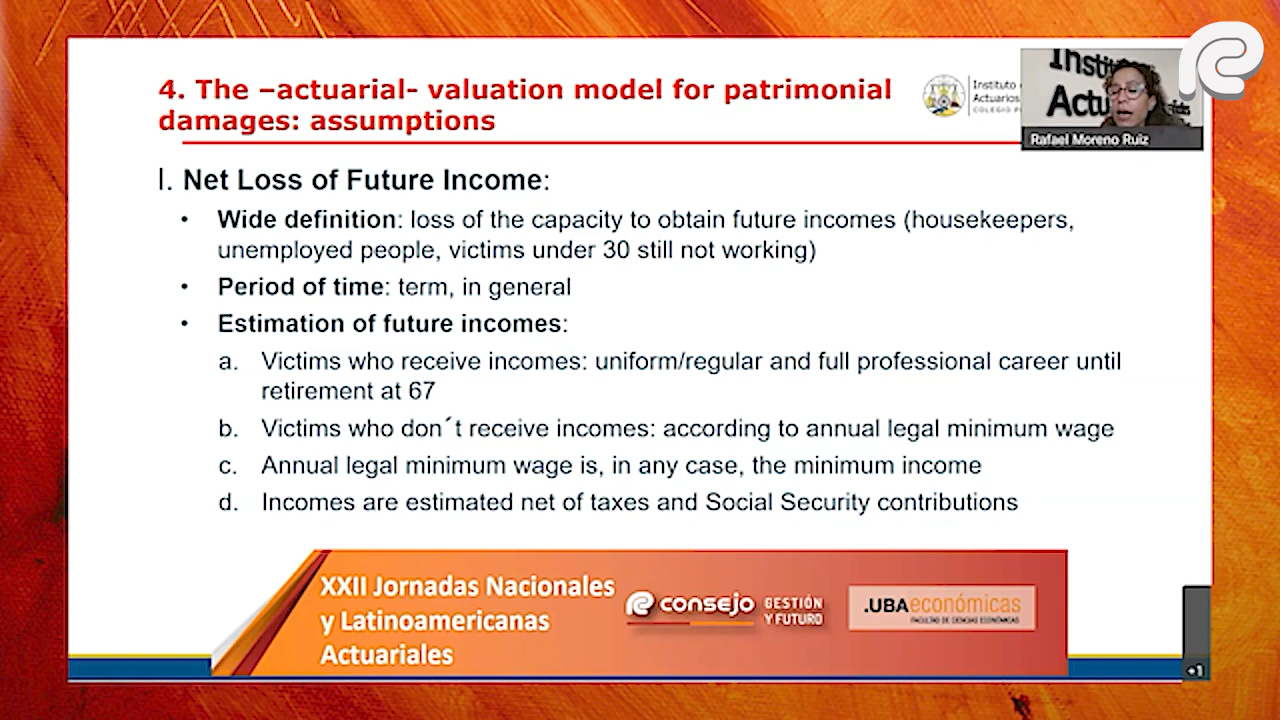 4. The –actuarial- valuation model for patrimonial
damages: assumptions
Instituto
Actuarios
Institu
Actu
Rafael Moreno Ruiz
I. Net Loss of Future Income:
• Wide definition: loss of the capacity to obtain future incomes (housekeepers,
unemployed people, victims under 30 still not working)
• Period of time: term, in general
• Estimation of future incomes:
a. Victims who receive incomes: uniform/regular and full professional career until
retirement at 67
b. Victims who don´t receive incomes: according to annual legal minimum wage
c. Annual legal minimum wage is, in any case, the minimum income
d. Incomes are estimated net of taxes and Social Security contributions
XXII Jornadas Nacionales
y Latinoamericanas
Actuariales
consejo
GESTIÓN
Y FUTURO
.UBAeconómicas
FACULTAD DE CIENCIAS ECONÓMICAS
+1